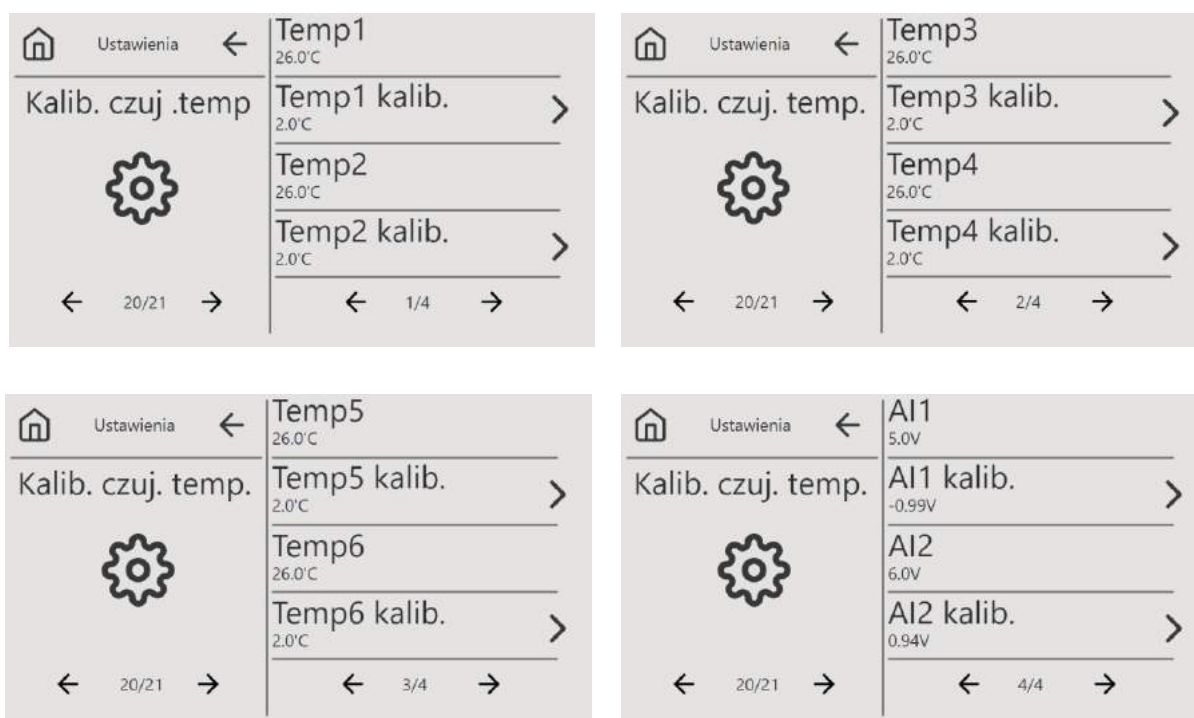 Ustawienia
Kalib. czuj .temp
20/21
Temp1
26.0'C
Temp1 kalib.
2.0'C
Temp2
26.0'C
Temp2 kalib.
2.0'C
1/4
Ustawienia
Kalib. czuj. temp.
20/21
Temp3
26.0'C
Temp3 kalib.
2.0'C
Temp4
26.0'C
Temp4 kalib.
2.0'C
2/4
Ustawienia
Kalib. czuj. temp.
20/21
Temp5
26.0'C
Temp5 kalib.
2.0'C
Temp6
26.0'C
Temp6 kalib.
2.0'C
3/4
Ustawienia
Kalib. czuj. temp.
20/21
AI1
5.0V
AI1 kalib.
-0.99V
AI2
6.0V
AI2 kalib.
0.94V
4/4